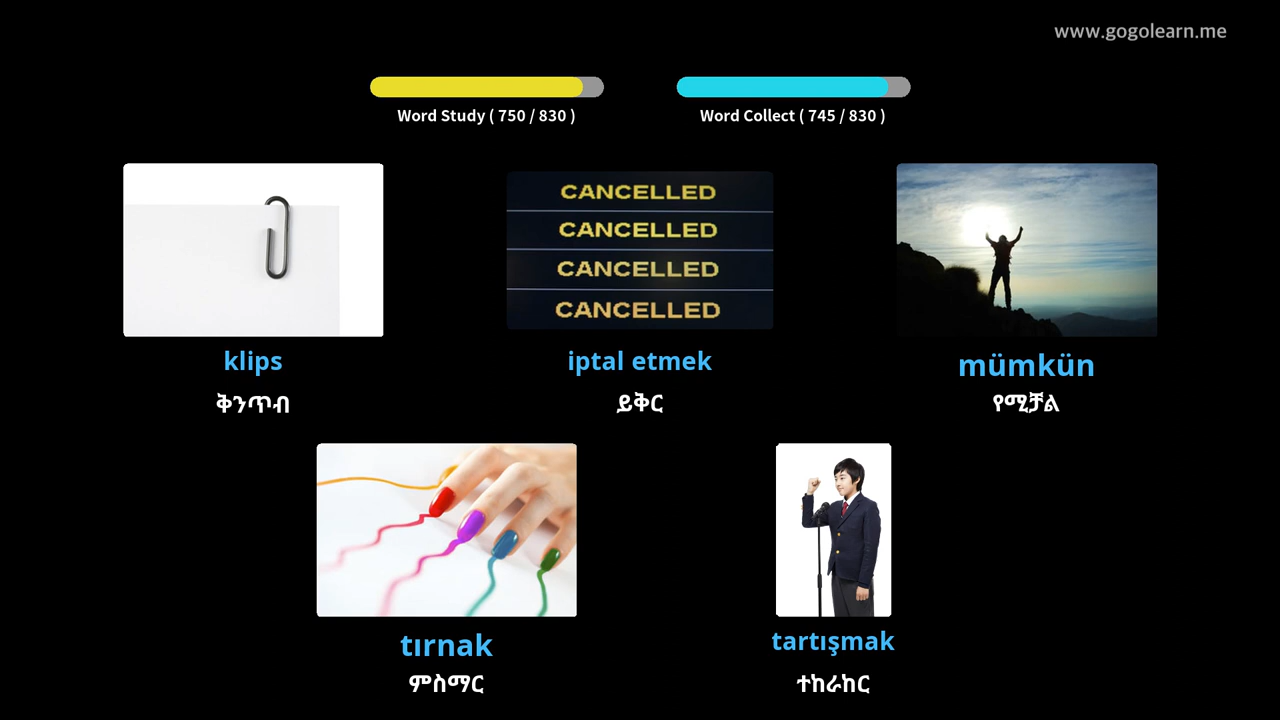 www.gogolearn.me
Word Study ( 750 / 830 )
Word Collect ( 745 / 830 )
CANCELLED
CANCELLED
CANCELLED
CANCELLED
klips
iptal etmek
mümkün
ቅንጥብ
ይቅር
የሚቻል
tırnak
tartışmak
ምስማር
ተከራከር